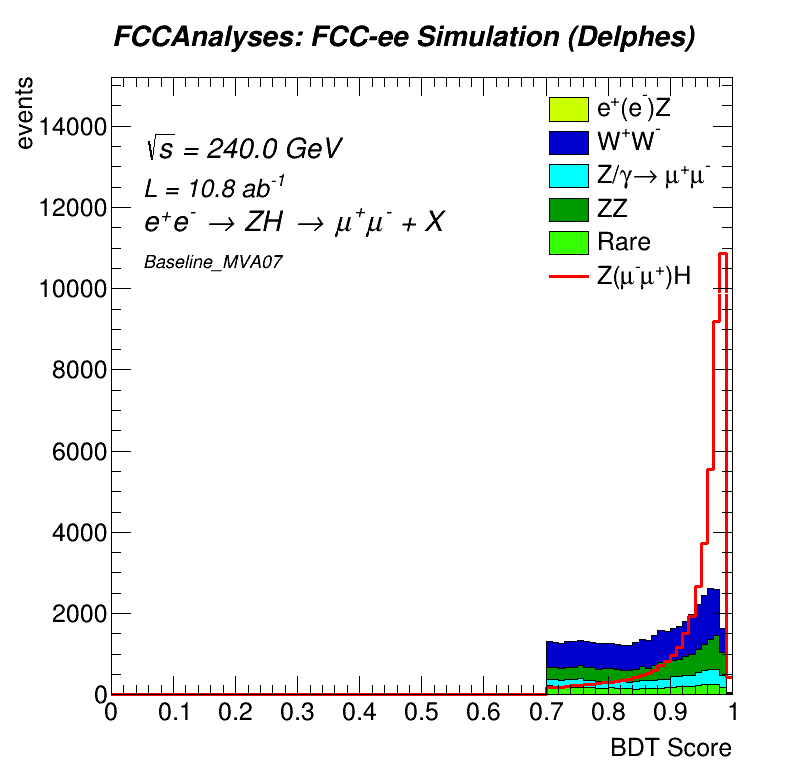 FCCAnalyses: FCC-ee Simulation (Delphes)
events
√s = 240.0 GeV
L = 10.8 ab⁻¹
e⁺e⁻ → ZH → μ⁺μ⁻ + X
Baseline_MVA07
e⁺(e⁻)Z
W⁺W⁻
Z/γ→ μ⁺μ⁻
ZZ
Rare
Z(μ⁻μ⁺)H
14000
12000
10000
8000
6000
4000
2000
0
0 0.1 0.2 0.3 0.4 0.5 0.6 0.7 0.8 0.9 1
BDT Score